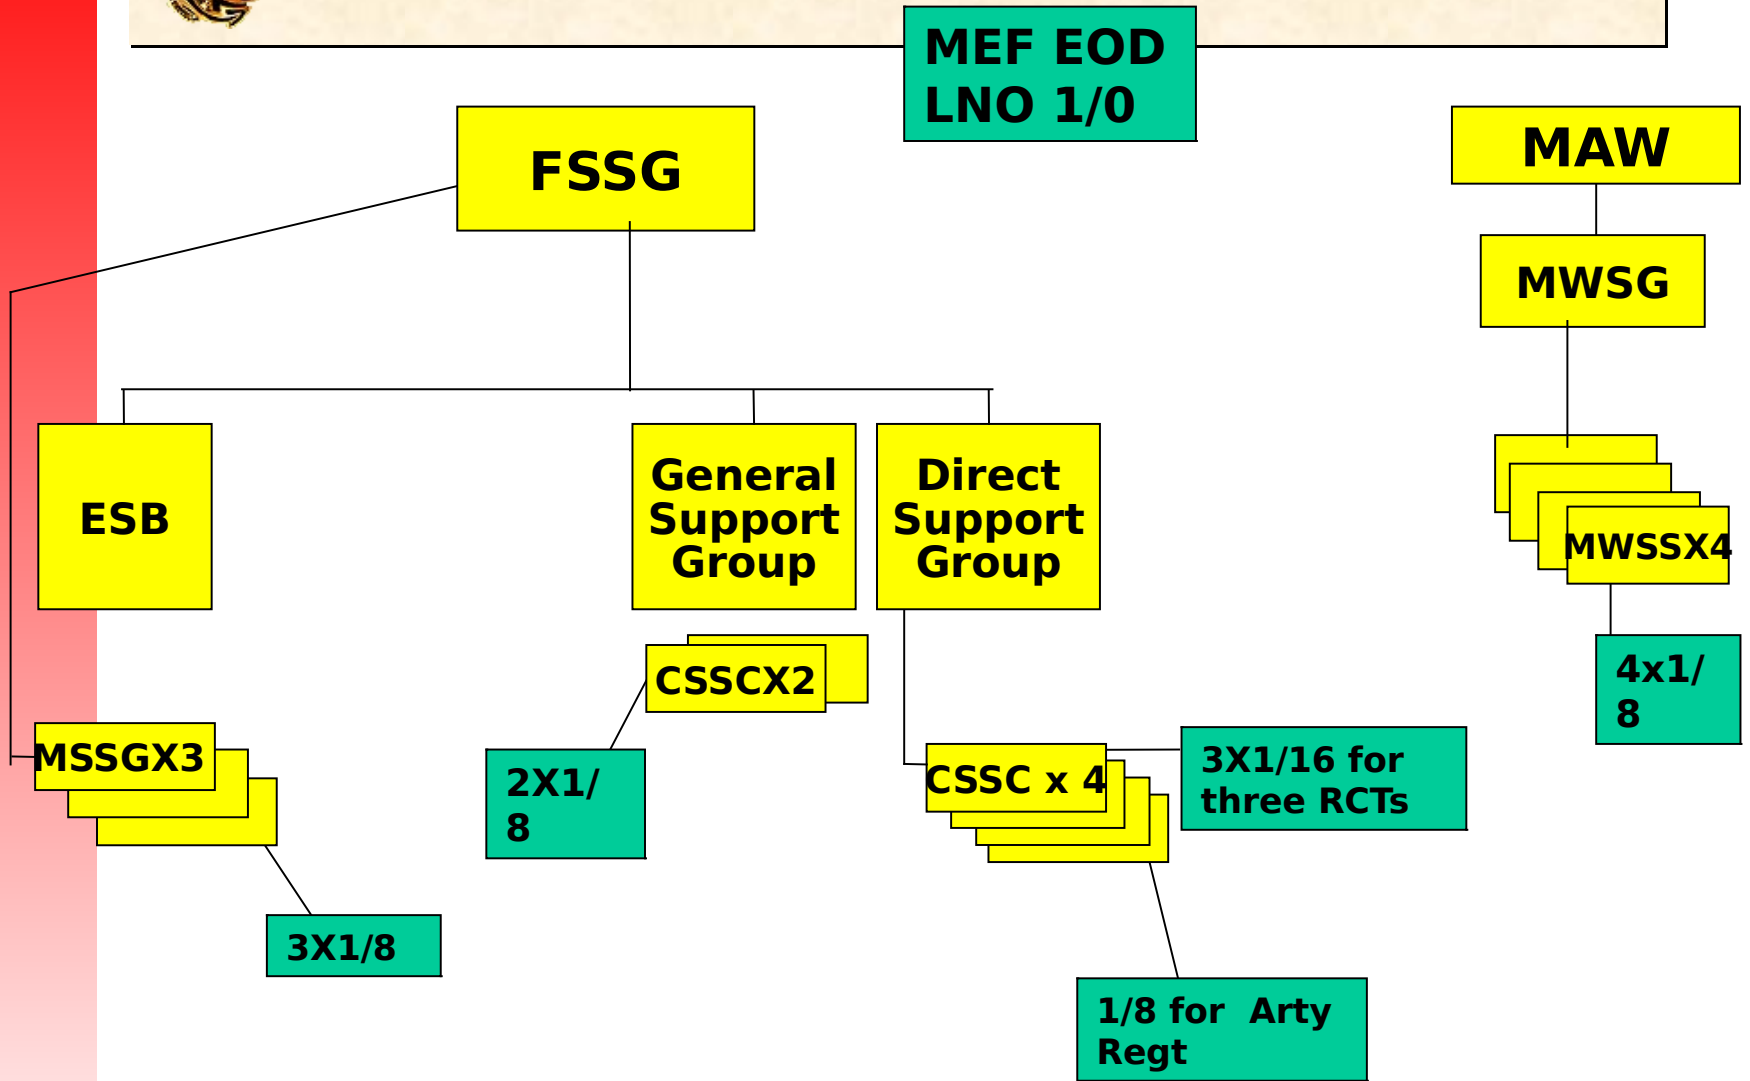 MEF EOD
LNO 1/0
FSSG
MAW
MWSG
ESB
General
Support
Group
Direct
Support
Group
MWSSX4
CSSCX2
4x1/
8
MSSGX3
2X1/
8
CSSC x 4
3X1/16 for
three RCTs
3X1/8
1/8 for  Arty
Regt